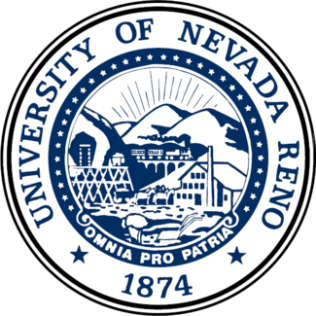 UNIVERSITY OF NEVADA RENO
OMNIA PRO PATRIA
1874